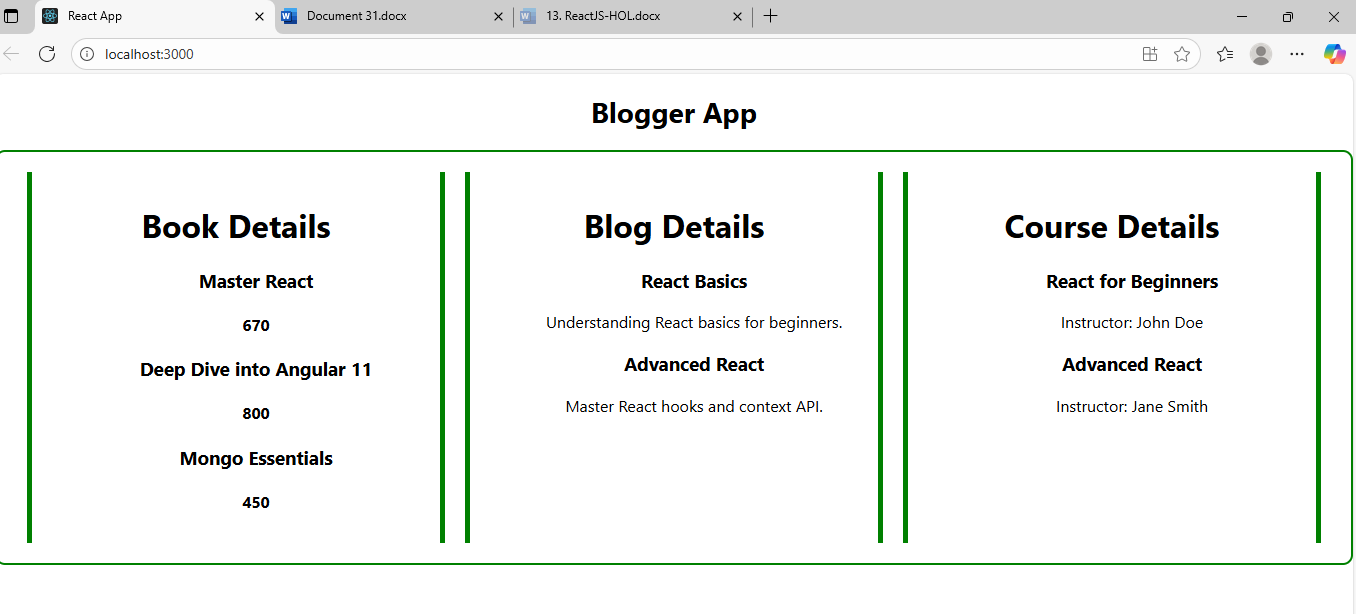 React App
Document 31.docx
13. ReactJS-HOL.docx
localhost:3000
Blogger App
Book Details
Master React
670
Deep Dive into Angular 11
800
Mongo Essentials
450
Blog Details
React Basics
Understanding React basics for beginners.
Advanced React
Master React hooks and context API.
Course Details
React for Beginners
Instructor: John Doe
Advanced React
Instructor: Jane Smith